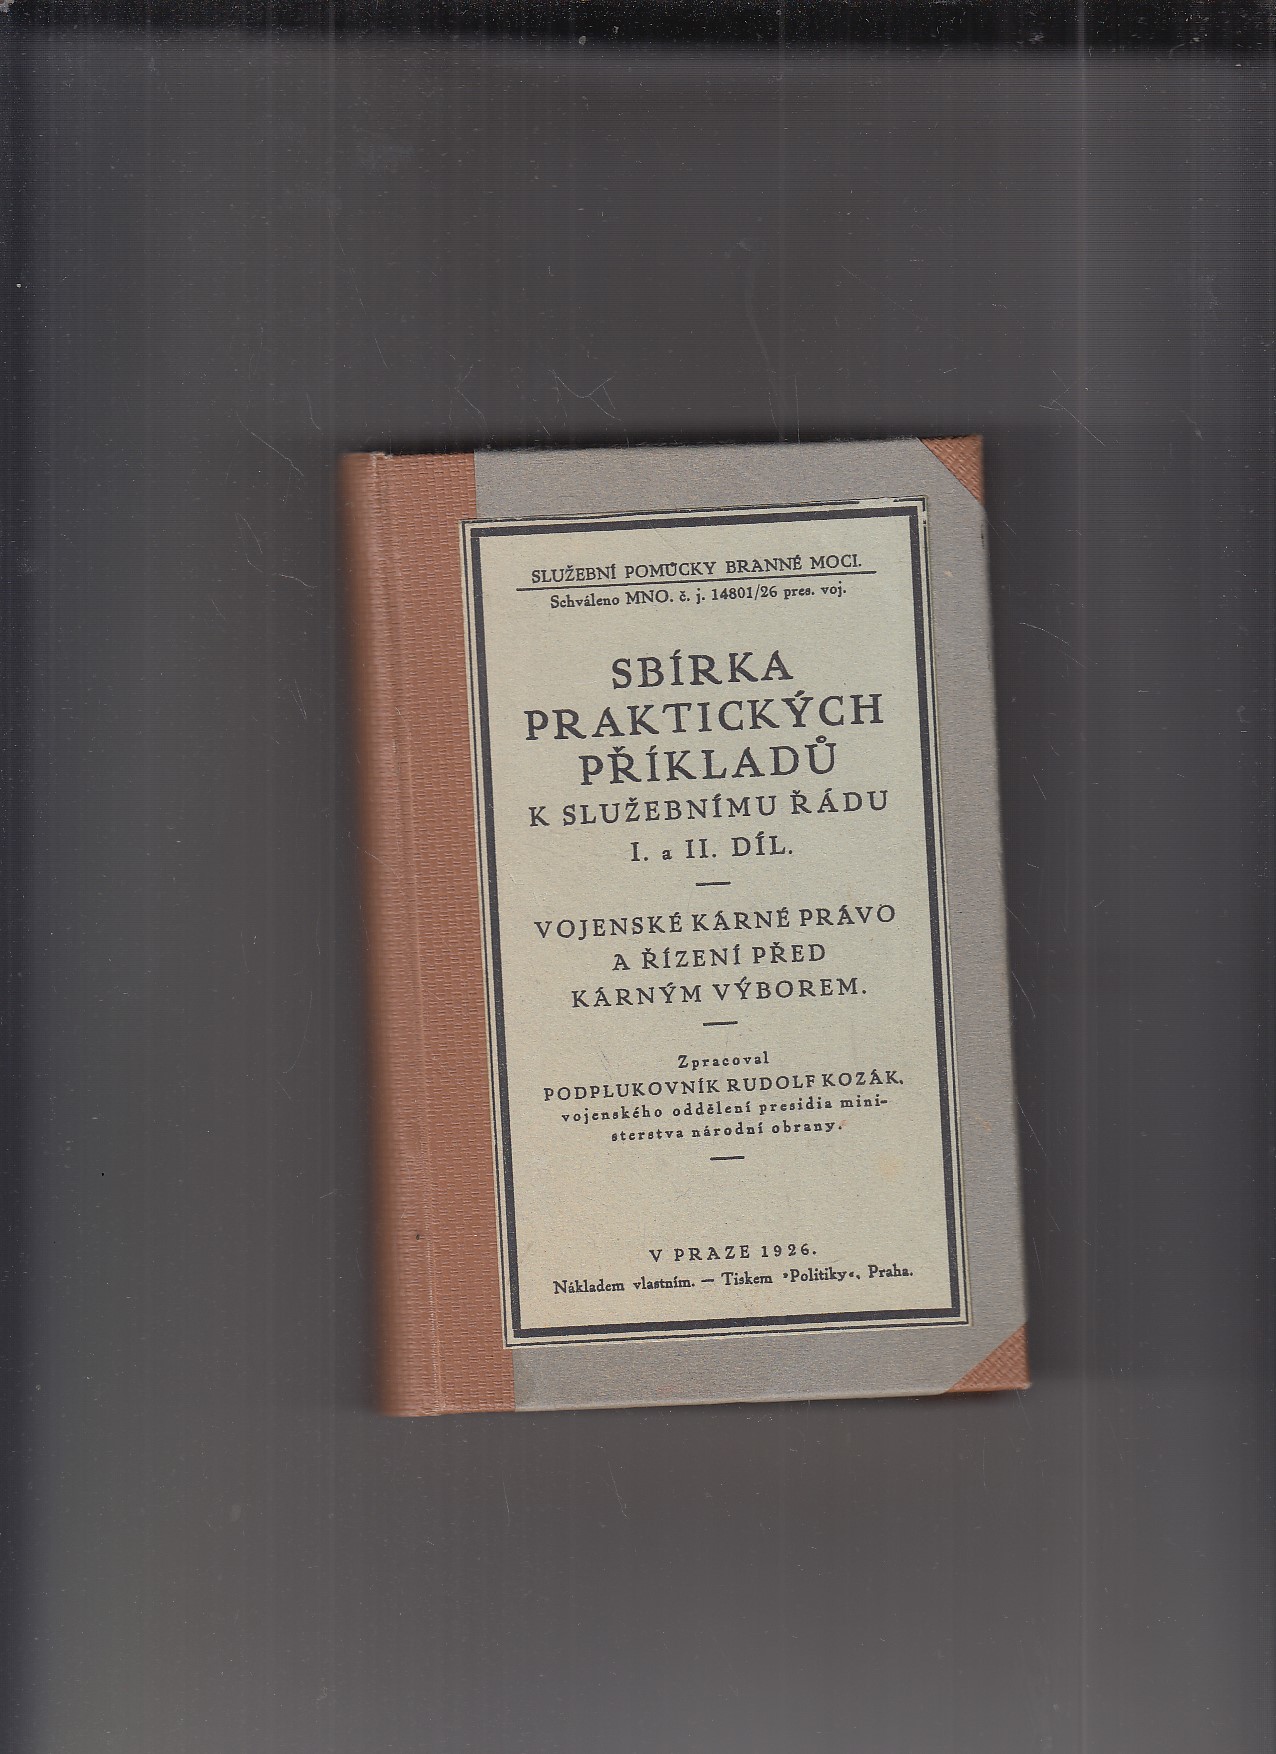 SLUŽEBNÍ POMŮCKY BRANNÉ MOCI.
Schváleno MNO. č. j. 14801/26 pres. voj.
SBÍRKA
PRAKTICKÝCH
PŘÍKLADŮ
K SLUŽEBNÍMU ŘÁDU
I. a II. DÍL.
VOJENSKÉ KÁRNÉ PRÁVO
A ŘÍZENÍ PŘED
KÁRNÝM VÝBOREM.
Zpracoval
PODPLUKOVNÍK RUDOLF KOZÁK,
vojenského oddělení presidia mini-
sterstva národní obrany.
V PRAZE 1926.
Nákladem vlastním. — Tiskem »Politiky«, Praha.